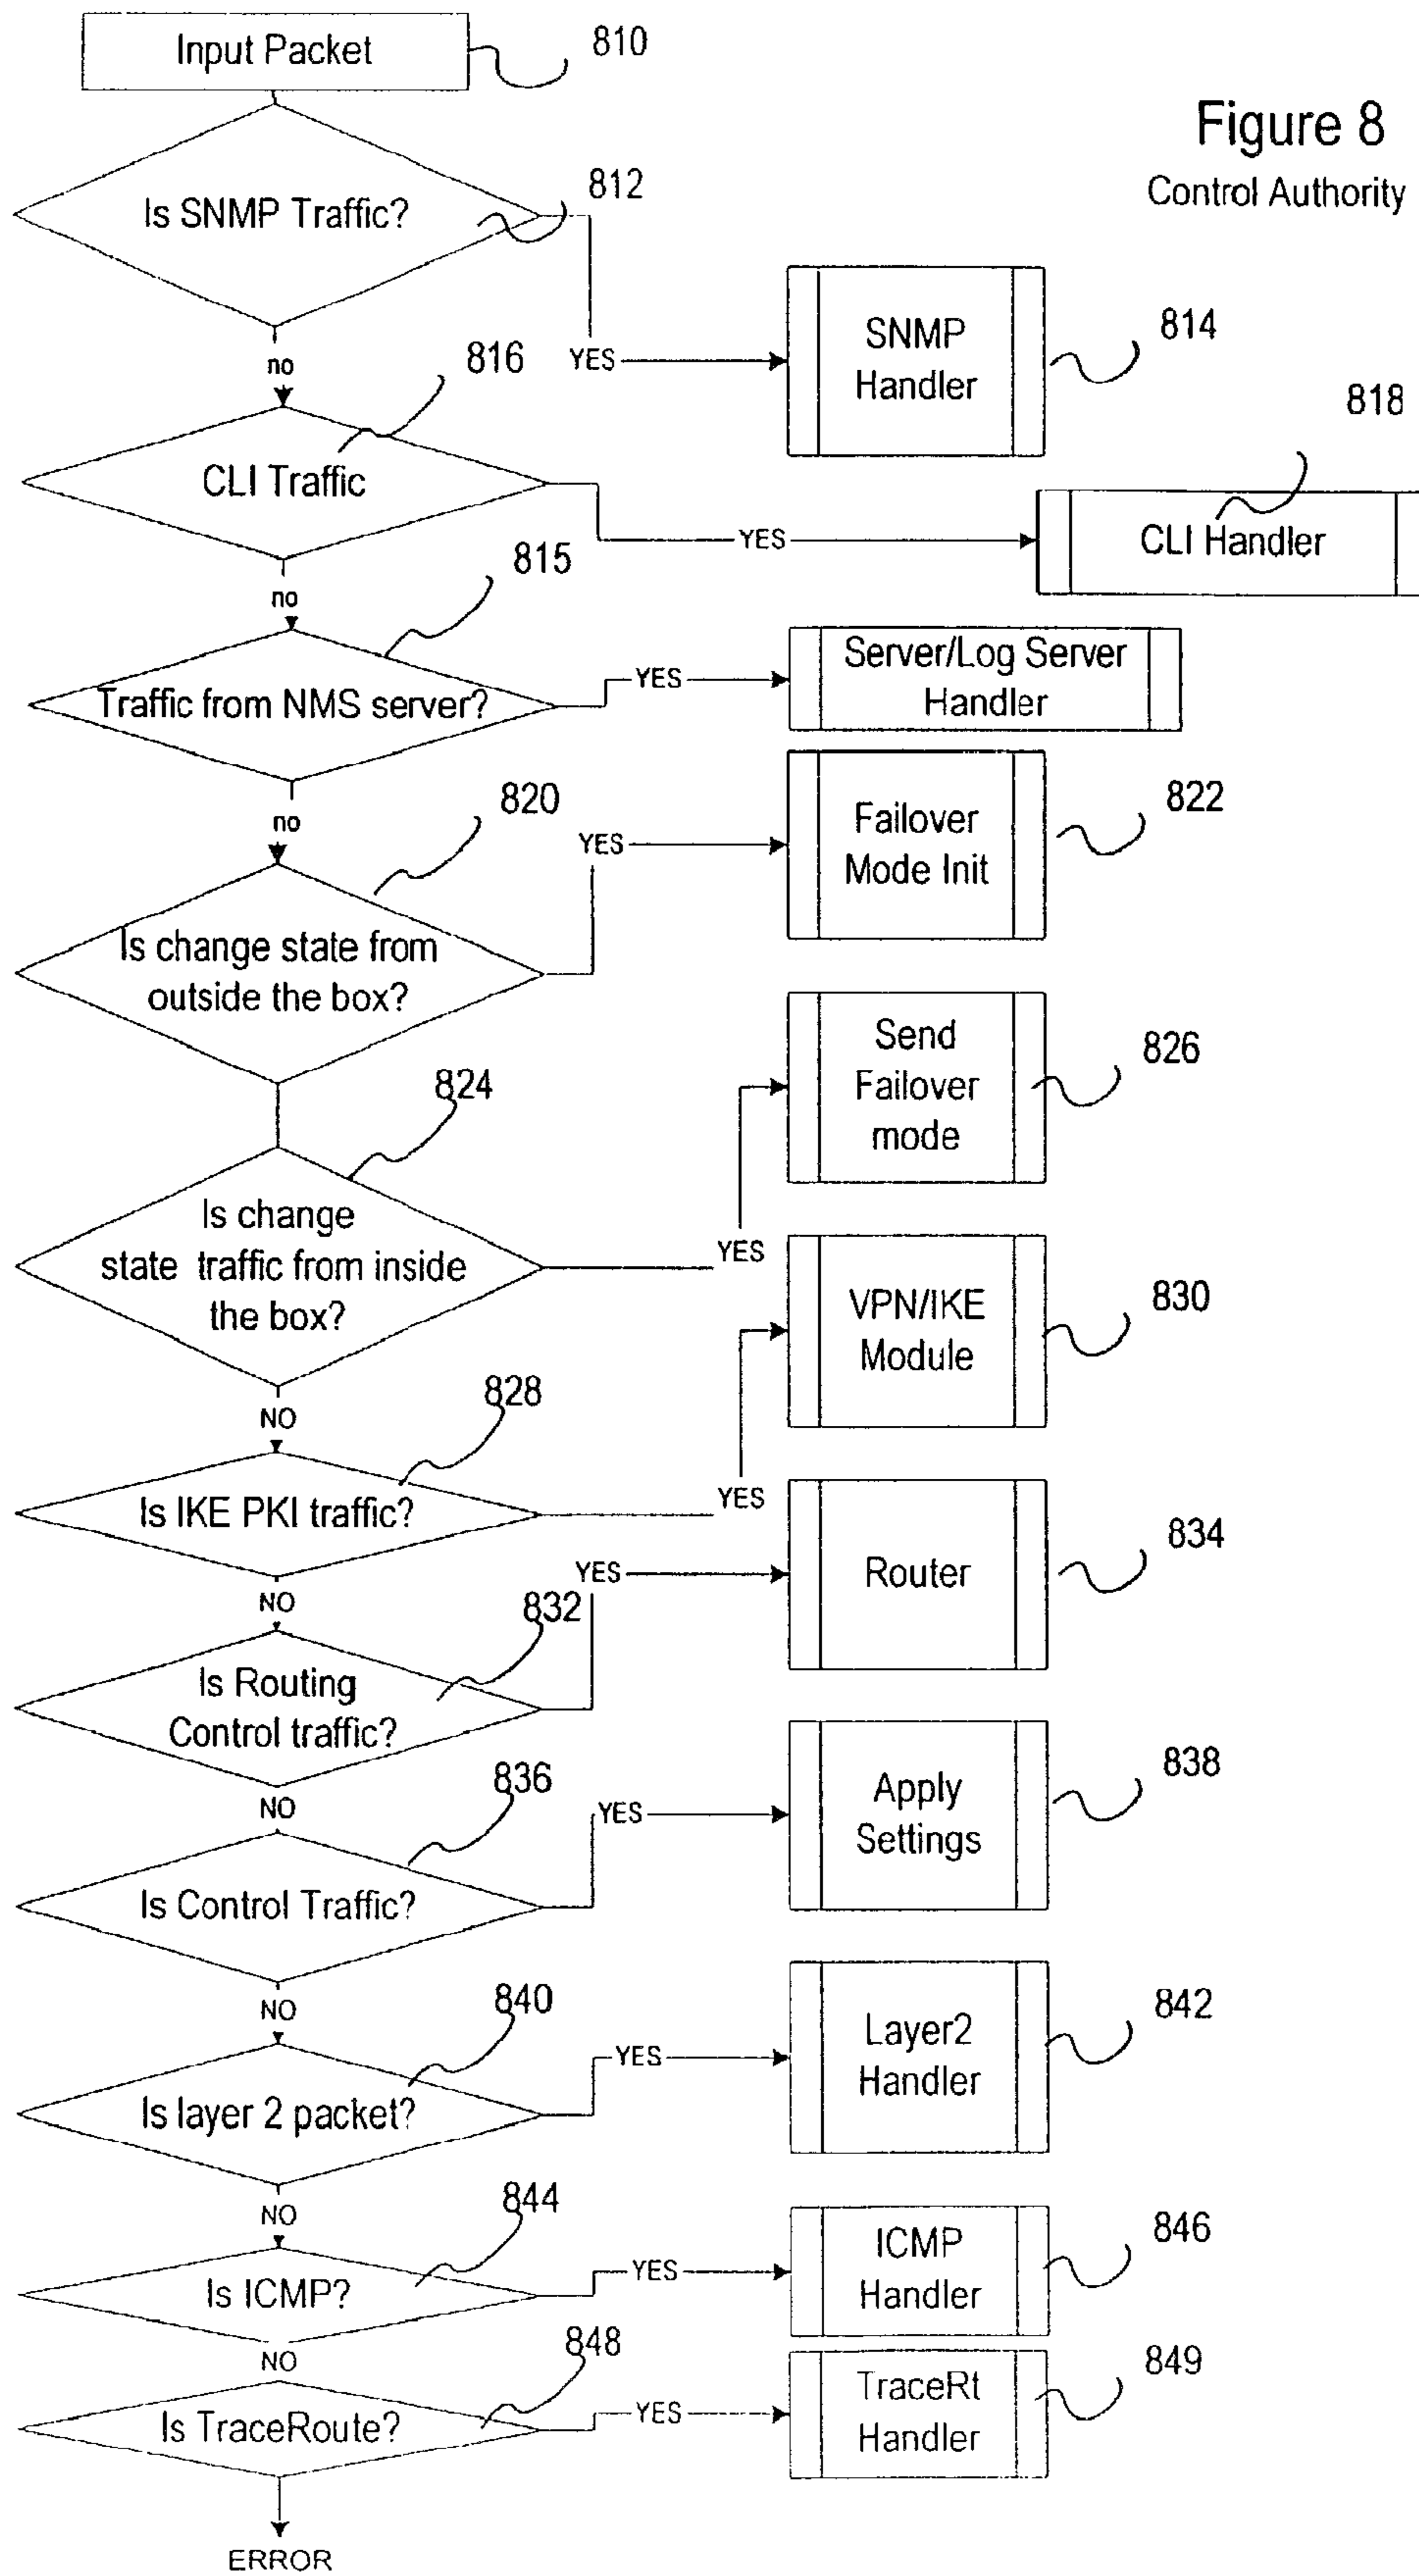 Input Packet
810
Figure 8
Control Authority
Is SNMP Traffic?
812
YES
SNMP
Handler
814
no
816
CLI Traffic
YES
CLI Handler
818
no
815
Traffic from NMS server?
YES
Server/Log Server
Handler
no
820
Is change state from
outside the box?
YES
Failover
Mode Init
822
824
Is change
state traffic from inside
the box?
YES
Send
Failover
mode
826
NO
828
Is IKE PKI traffic?
YES
VPN/IKE
Module
830
NO
832
Is Routing
Control traffic?
YES
Router
834
NO
836
Is Control Traffic?
YES
Apply
Settings
838
NO
840
Is layer 2 packet?
YES
Layer2
Handler
842
NO
844
Is ICMP?
YES
ICMP
Handler
846
NO
848
Is TraceRoute?
YES
TraceRt
Handler
849
ERROR